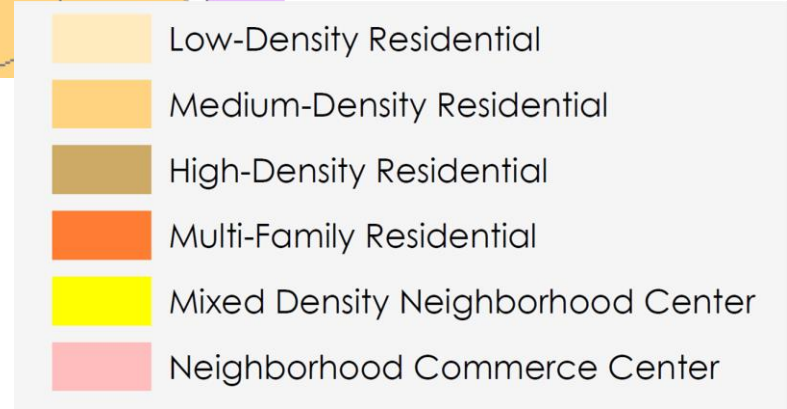 Low-Density Residential
Medium-Density Residential
High-Density Residential
Multi-Family Residential
Mixed Density Neighborhood Center
Neighborhood Commerce Center